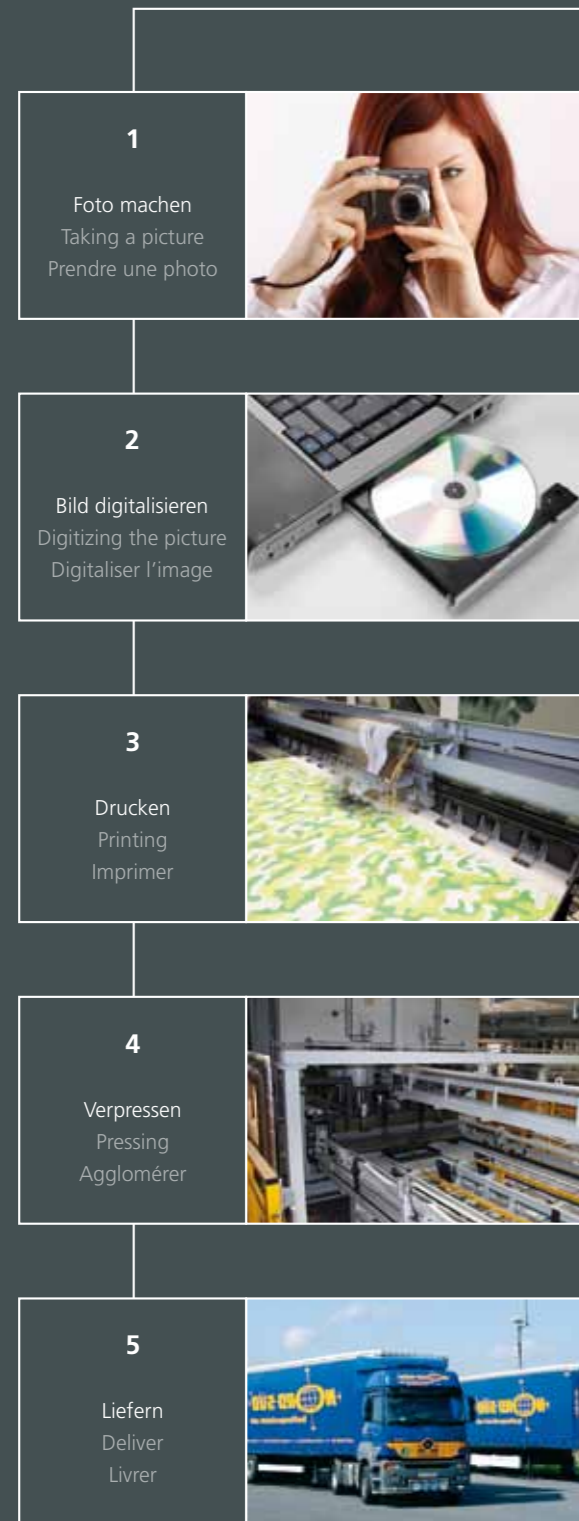 1
Foto machen
Taking a picture
Prendre une photo
2
Bild digitalisieren
Digitizing the picture
Digitaliser l’image
3
Drucken
Printing
Imprimer
4
Verpressen
Pressing
Agglomérer
5
Liefern
Deliver
Livrer